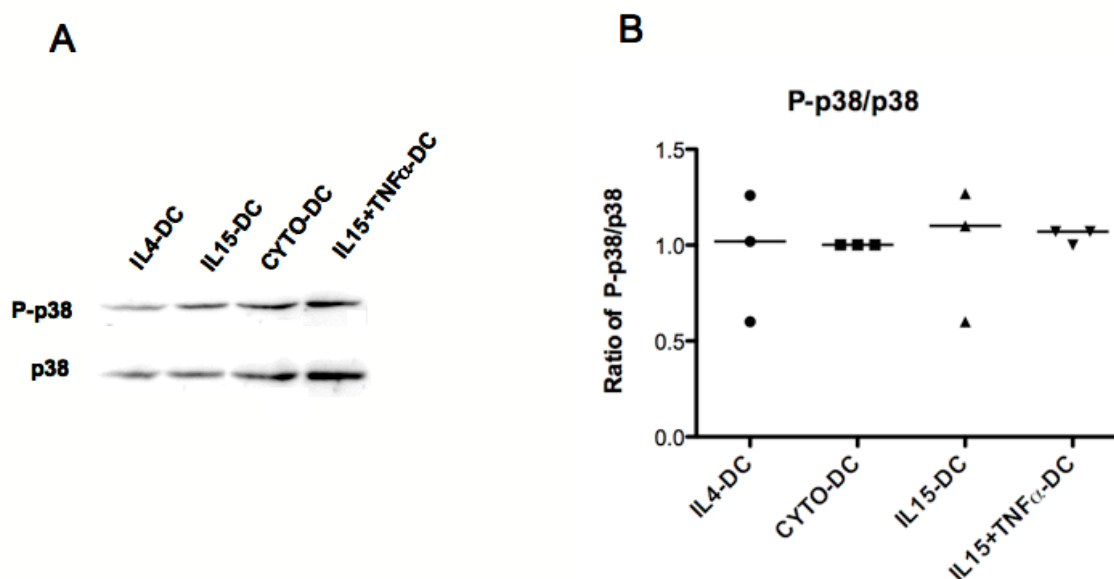 A
IL4-DC
IL15-DC
CYTO-DC
IL15+TNFα-DC
P-p38
p38
B
P-p38/p38
Ratio of P-p38/p38
1.5
1.0
0.5
0.0
IL4-DC
CYTO-DC
IL15-DC
IL15+TNFα-DC